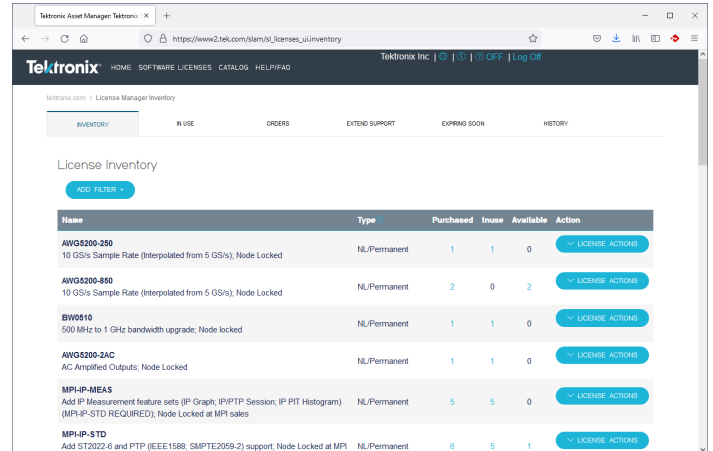 Tektronix Asset Manager: Tektronix
https://www2.tek.com/slam/sl_licenses_ui.inventory
Tektronix Inc | | | OFF | Log Off
Tektronix HOME SOFTWARE LICENSES CATALOG HELP/FAQ
tektronix.com / License Manager Inventory
INVENTORY IN USE ORDERS EXTEND SUPPORT EXPIRING SOON HISTORY
License Inventory
ADD FILTER +
Name Type Purchased Inuse Available Action
AWG5200-250
10 GS/s Sample Rate (Interpolated from 5 GS/s); Node Locked NL/Permanent 1 1 0 LICENSE ACTIONS
AWG5200-850
10 GS/s Sample Rate (Interpolated from 5 GS/s); Node Locked NL/Permanent 2 0 2 LICENSE ACTIONS
BW0510
500 MHz to 1 GHz bandwidth upgrade; Node locked NL/Permanent 1 1 0 LICENSE ACTIONS
AWG5200-2AC
AC Amplified Outputs; Node Locked NL/Permanent 1 1 0 LICENSE ACTIONS
MPI-IP-MEAS
Add IP Measurement feature sets (IP Graph; IP/PTP Session; IP PIT Histogram) NL/Permanent 5 5 0 LICENSE ACTIONS
(MPI-IP-STD REQUIRED); Node Locked at MPI sales
MPI-IP-STD
Add ST2022-6 and PTP (IEEE1588; SMPTE2059-2) support; Node Locked at MPI NL/Permanent 6 5 1 LICENSE ACTIONS